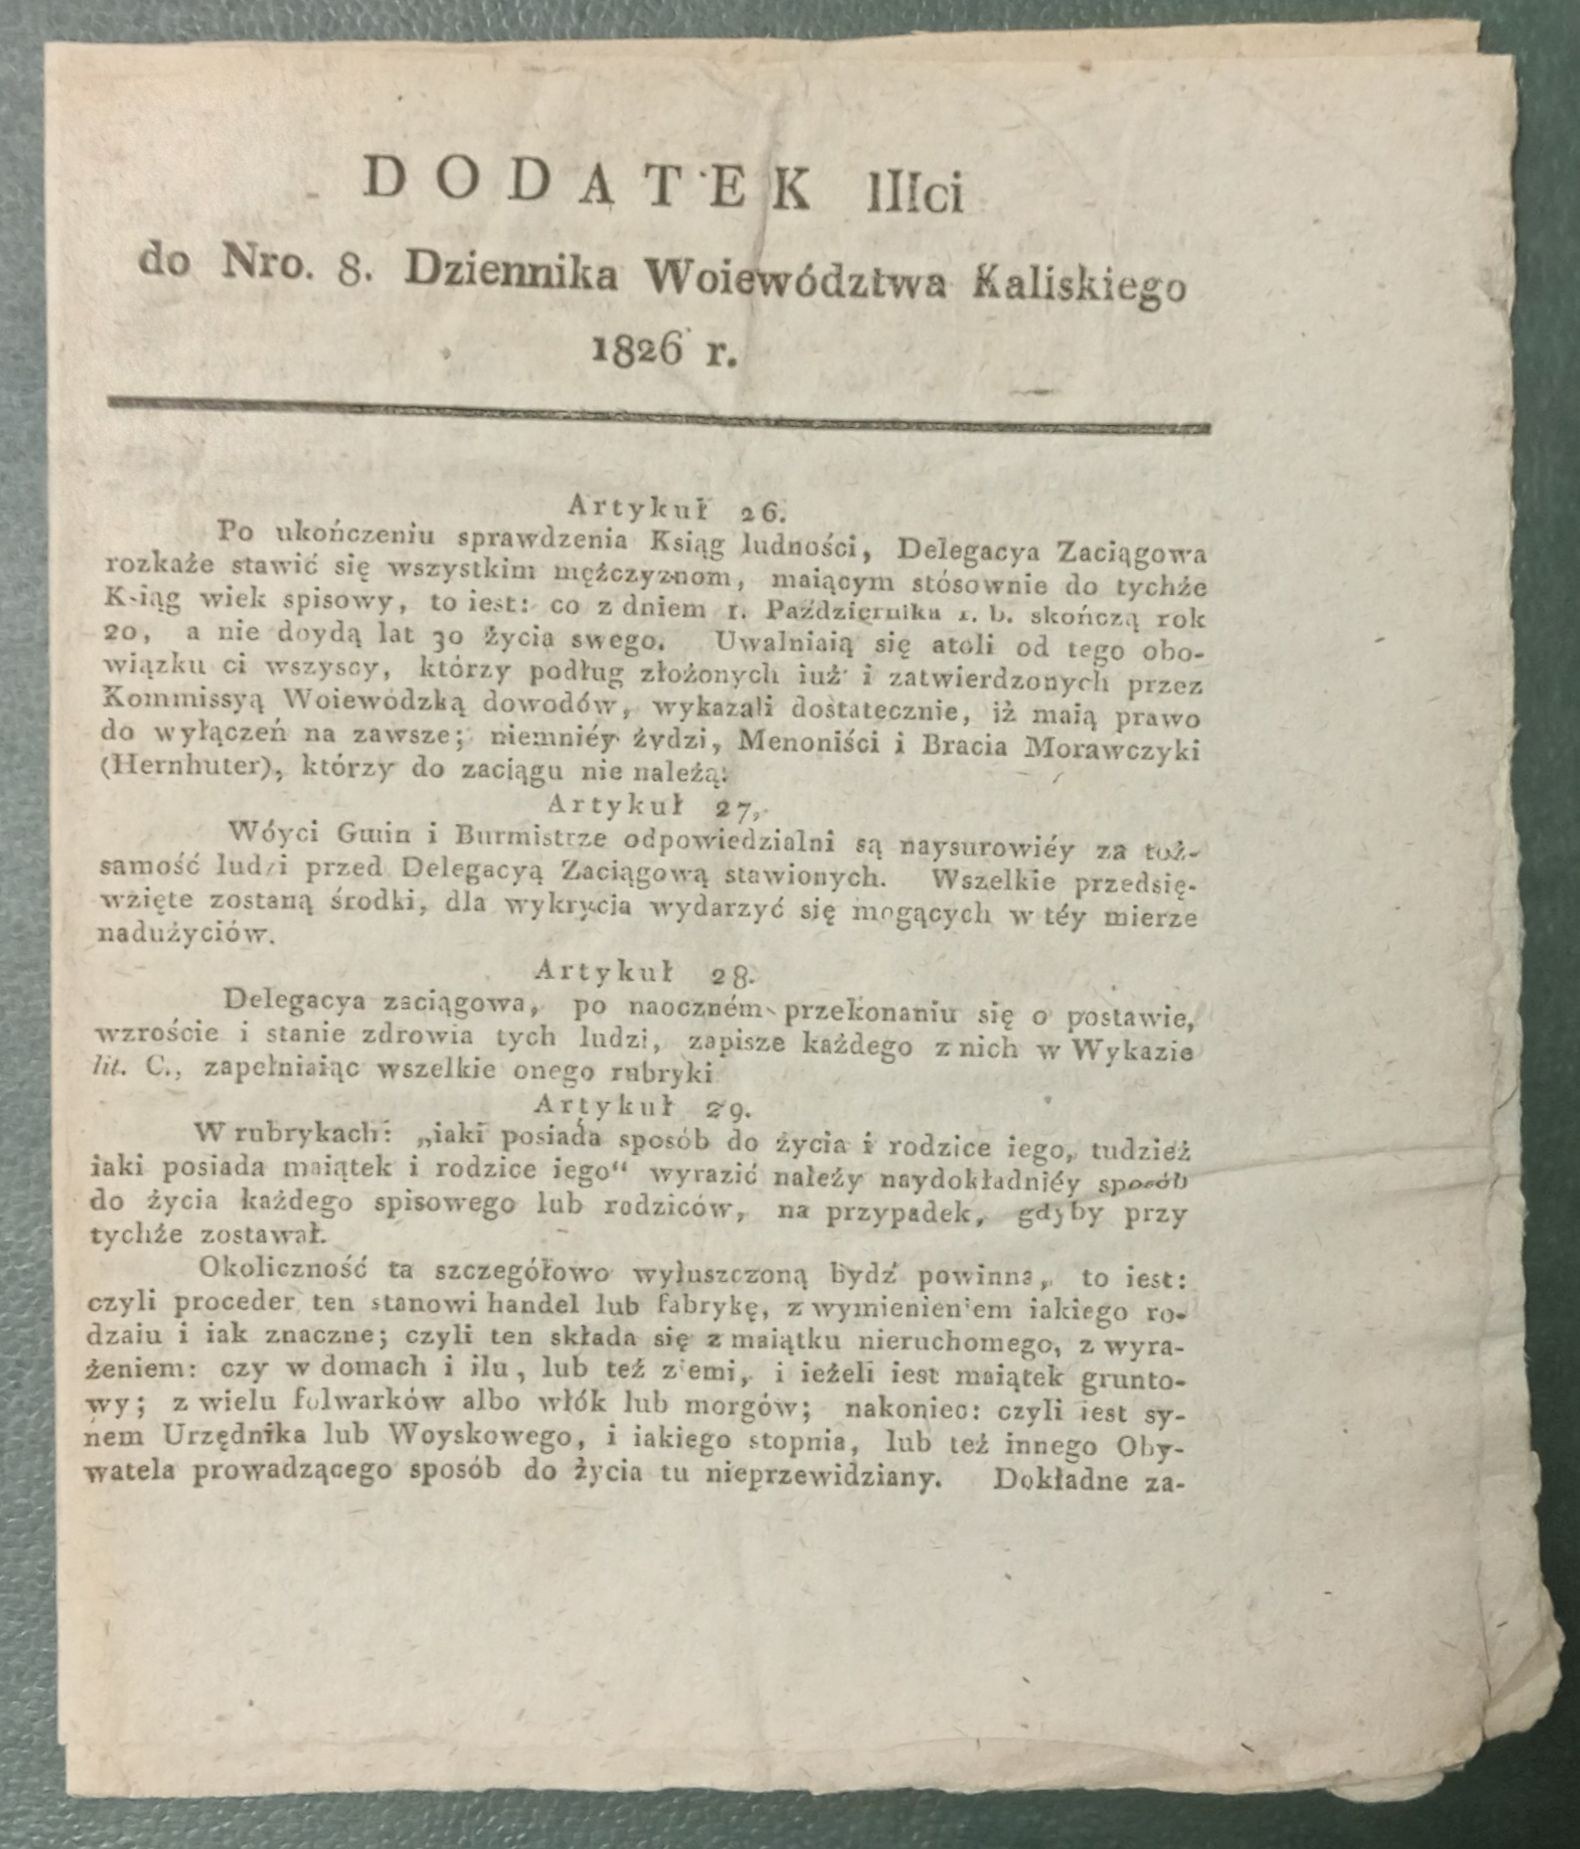 DODATEK IIIci
do Nro. 8. Dziennika Woiewództwa Kaliskiego
1826 r.
Artykuł 26.
Po ukończeniu sprawdzenia Ksiąg ludności, Delegacya Zaciągowa
rozkaże stawić się wszystkim mężczyznom, maiącym stósownie do tychże
Ksiąg wiek spisowy, to iest: co z dniem 1. Października r. b. skończą rok
20, a nie doydą lat 30 życia swego. Uwalniaią się atoli od tego obo-
wiązku ci wszyscy, którzy podług złożonych iuż i zatwierdzonych przez
Kommissyą Woiewódzką dowodów, wykazali dostatecznie, iż maią prawo
do wyłączeń na zawsze; niemniéy żydzi, Menoniści i Bracia Morawczyki
(Hernhuter), którzy do zaciągu nie należą.
Artykuł 27.
Wóyci Gmin i Burmistrze odpowiedzialni są naysurowiéy za toż-
samość ludzi przed Delegacyą Zaciągową stawionych. Wszelkie przedsię-
wzięte zostaną środki, dla wykrycia wydarzyć się mogących w téy mierze
nadużyciów.
Artykuł 28.
Delegacya zaciągowa, po naoczném przekonaniu się o postawie,
wzroście i stanie zdrowia tych ludzi, zapisze każdego z nich w Wykazie
lit. C., zapełniaiąc wszelkie onego rubryki
Artykuł 29.
W rubrykach: „iaki posiada sposób do życia i rodzice iego, tudzież
iaki posiada maiątek i rodzice iego“ wyrazić należy naydokładniéy sposób
do życia każdego spisowego lub rodziców, na przypadek, gdyby przy
tychże zostawał.
Okoliczność ta szczegółowo wyłuszczoną bydź powinna, to iest:
czyli proceder ten stanowi handel lub fabrykę, z wymienieniem iakiego ro-
dzaiu i iak znaczne; czyli ten składa się z maiątku nieruchomego, z wyra-
żeniem: czy w domach i ilu, lub też ziemi, i ieżeli iest maiątek grunto-
wy; z wielu folwarków albo włók lub morgów; nakoniec: czyli iest sy-
nem Urzędnika lub Woyskowego, i iakiego stopnia, lub też innego Oby-
watela prowadzącego sposób do życia tu nieprzewidziany. Dokładne za-